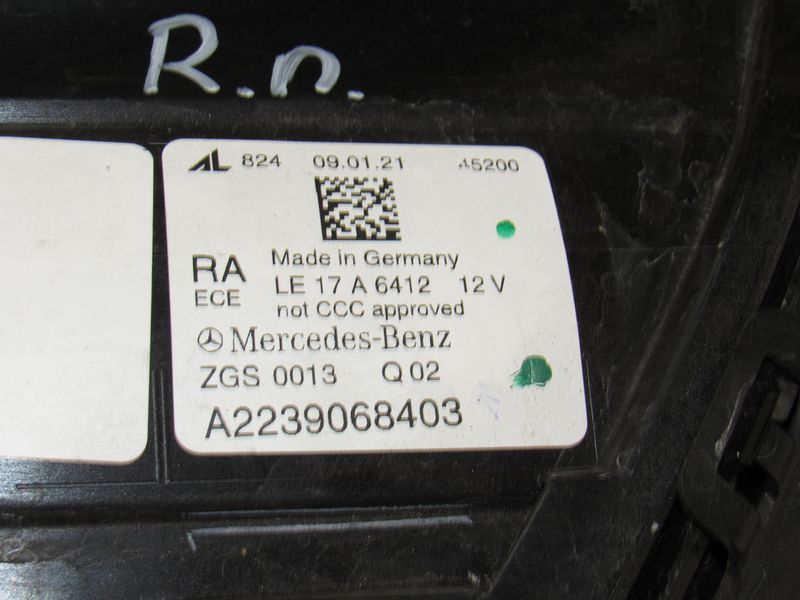 R.n.
AL 824 09.01.21 45200
Made in Germany
RA LE 17 A 6412 12 V
ECE not CCC approved
Mercedes-Benz
ZGS 0013 Q 02
A2239068403